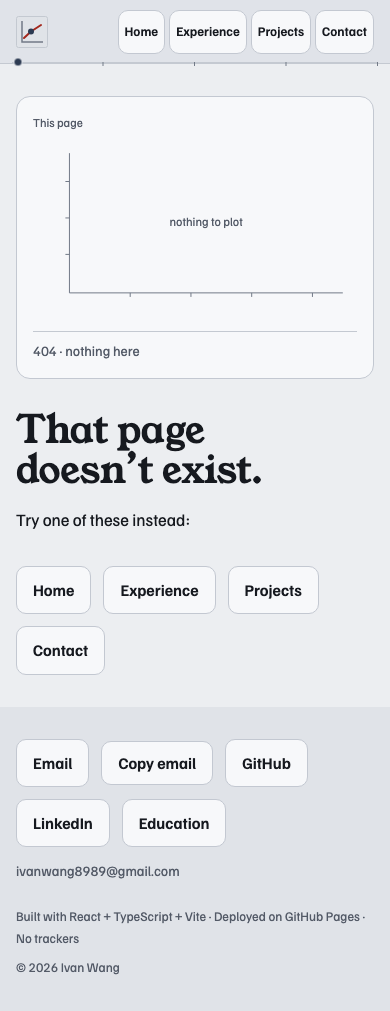 Home Experience Projects Contact
This page
nothing to plot
404 · nothing here
That page
doesn’t exist.
Try one of these instead:
Home Experience Projects
Contact
Email Copy email GitHub
LinkedIn Education
ivanwang8989@gmail.com
Built with React + TypeScript + Vite · Deployed on GitHub Pages ·
No trackers
© 2026 Ivan Wang